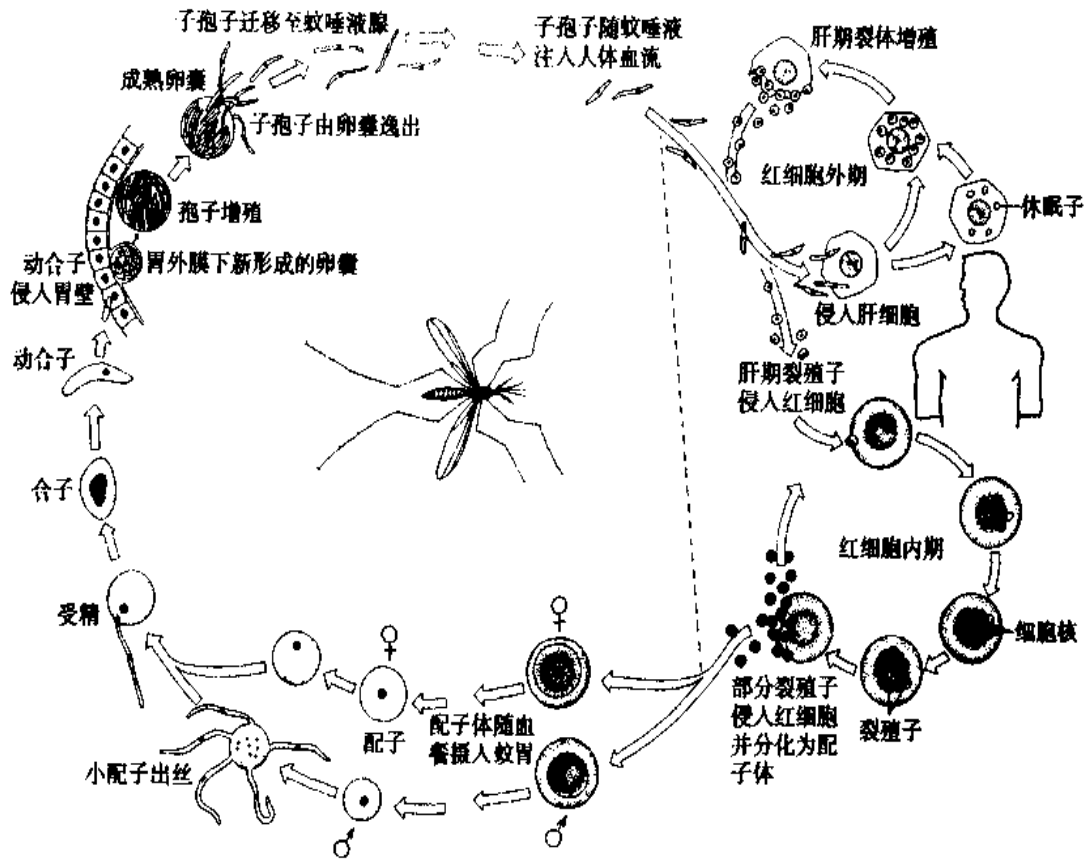 子孢子迁移至蚊唾液腺
子孢子随蚊唾液
注入人体血流
肝期裂体增殖
成熟卵囊
子孢子由卵囊逸出
红细胞外期
休眠子
孢子增殖
动合子
侵入胃壁
胃外膜下新形成的卵囊
侵入肝细胞
动合子
肝期裂殖子
侵入红细胞
合子
红细胞内期
受精
♀
♀
细胞核
配子
配子体随血
餐摄入蚊胃
部分裂殖子
侵入红细胞
并分化为配
子体
裂殖子
小配子出丝
♂
♂